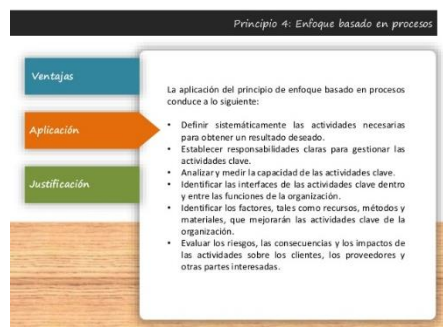 Principio 4: Enfoque basado en procesos
Ventajas
Aplicación
Justificación
La aplicación del principio de enfoque basado en procesos
conduce a lo siguiente:
• Definir sistemáticamente las actividades necesarias
para obtener un resultado deseado.
• Establecer responsabilidades claras para gestionar las
actividades clave.
• Analizar y medir la capacidad de las actividades clave.
• Identificar las interfaces de las actividades clave dentro
y entre las funciones de la organización.
• Identificar los factores, tales como recursos, métodos y
materiales, que mejorarán las actividades clave de la
organización.
• Evaluar los riesgos, las consecuencias y los impactos de
las actividades sobre los clientes, los proveedores y
otras partes interesadas.